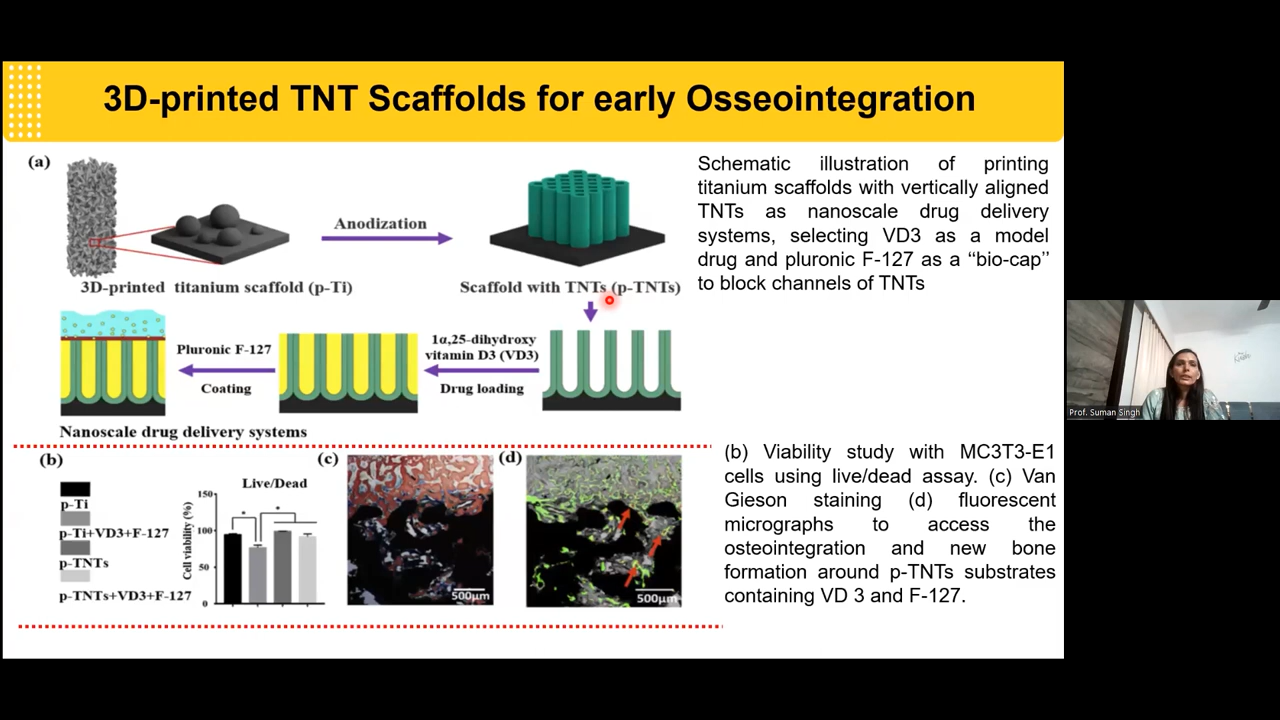 3D-printed TNT Scaffolds for early Osseointegration
(a)
Anodization
3D-printed titanium scaffold (p-Ti)
Scaffold with TNTs (p-TNTs)
Pluronic F-127
Coating
1α,25-dihydroxy
vitamin D3 (VD3)
Drug loading
Nanoscale drug delivery systems
Schematic illustration of printing
titanium scaffolds with vertically aligned
TNTs as nanoscale drug delivery
systems, selecting VD3 as a model
drug and pluronic F-127 as a “bio-cap”
to block channels of TNTs
(b)
p-Ti
p-Ti+VD3+F-127
p-TNTs
p-TNTs+VD3+F-127
Live/Dead
Cell viability (%)
150
100
50
0
*
*
(c)
500μm
(d)
500μm
(b) Viability study with MC3T3-E1
cells using live/dead assay. (c) Van
Gieson staining (d) fluorescent
micrographs to access the
osteointegration and new bone
formation around p-TNTs substrates
containing VD 3 and F-127.
Prof. Suman Singh